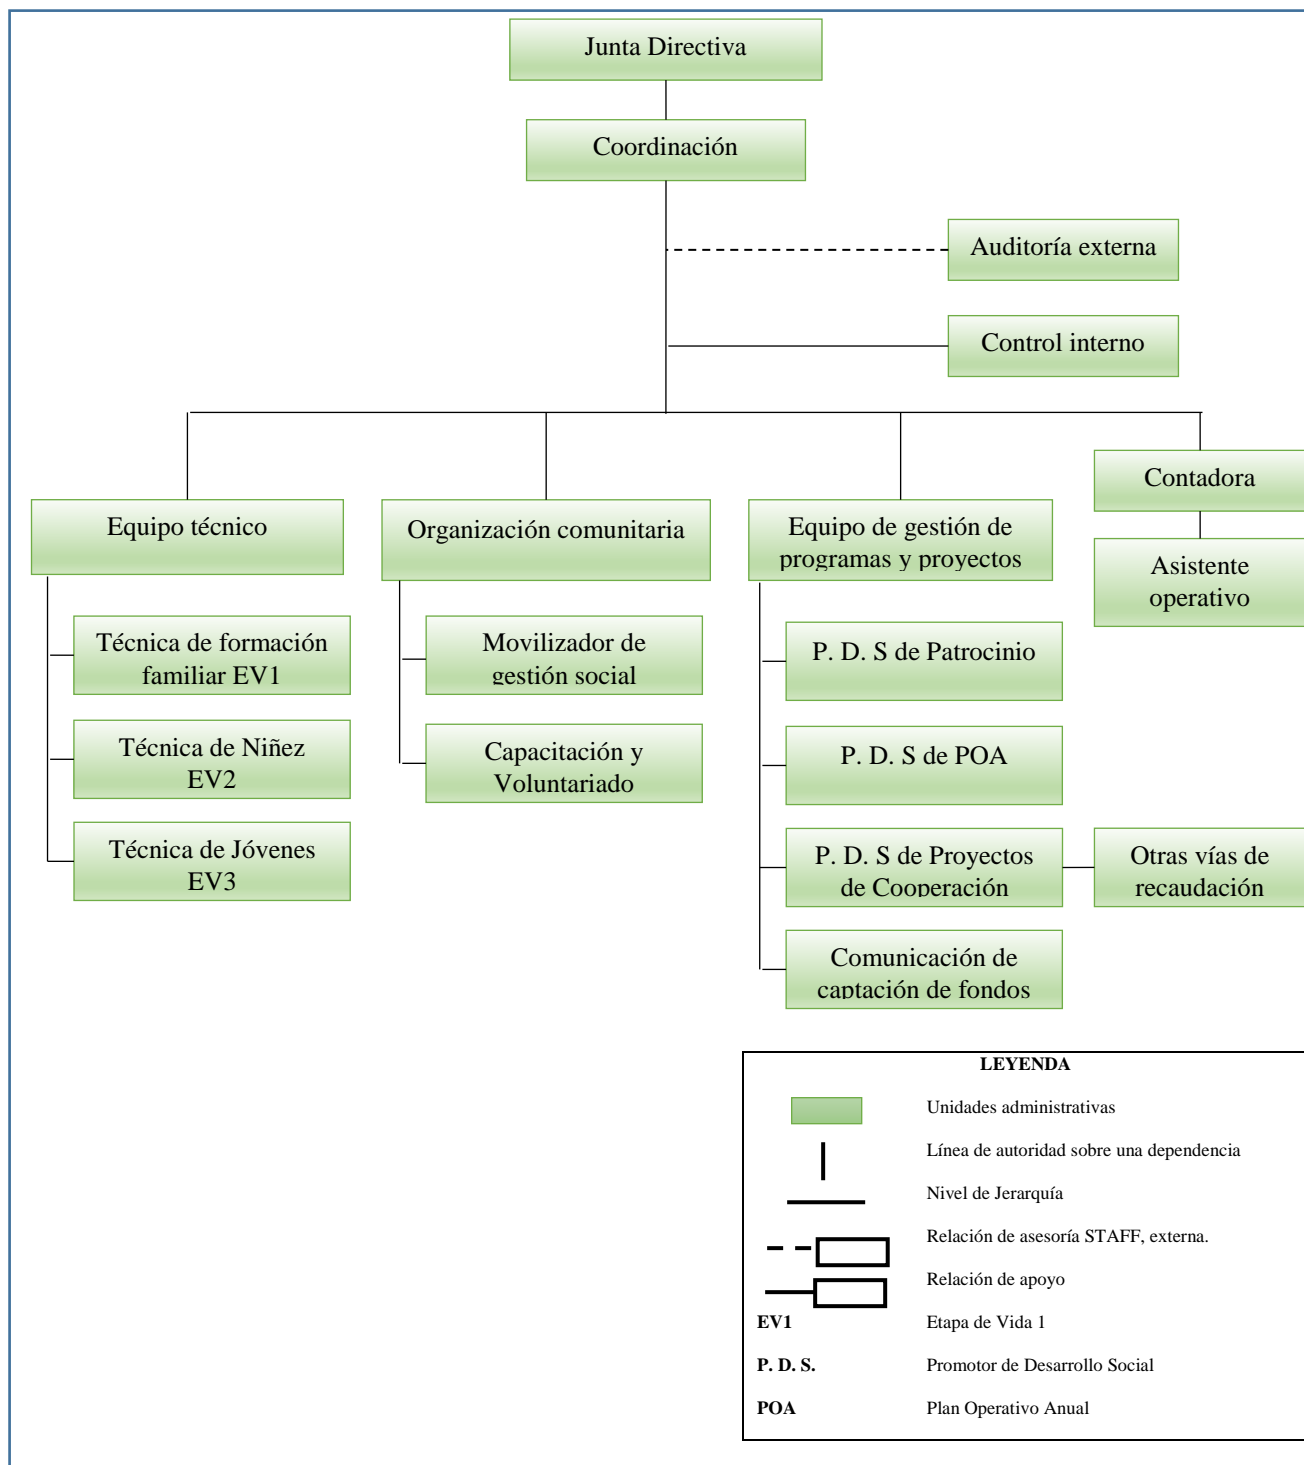 Junta Directiva
Coordinación
Auditoría externa
Control interno
Equipo técnico
Técnica de formación
familiar EV1
Técnica de Niñez
EV2
Técnica de Jóvenes
EV3
Organización comunitaria
Movilizador de
gestión social
Capacitación y
Voluntariado
Equipo de gestión de
programas y proyectos
P. D. S de Patrocinio
P. D. S de POA
P. D. S de Proyectos
de Cooperación
Otras vías de
recaudación
Comunicación de
captación de fondos
Contadora
Asistente
operativo
LEYENDA
Unidades administrativas
Línea de autoridad sobre una dependencia
Nivel de Jerarquía
Relación de asesoría STAFF, externa.
Relación de apoyo
EV1 Etapa de Vida 1
P. D. S. Promotor de Desarrollo Social
POA Plan Operativo Anual